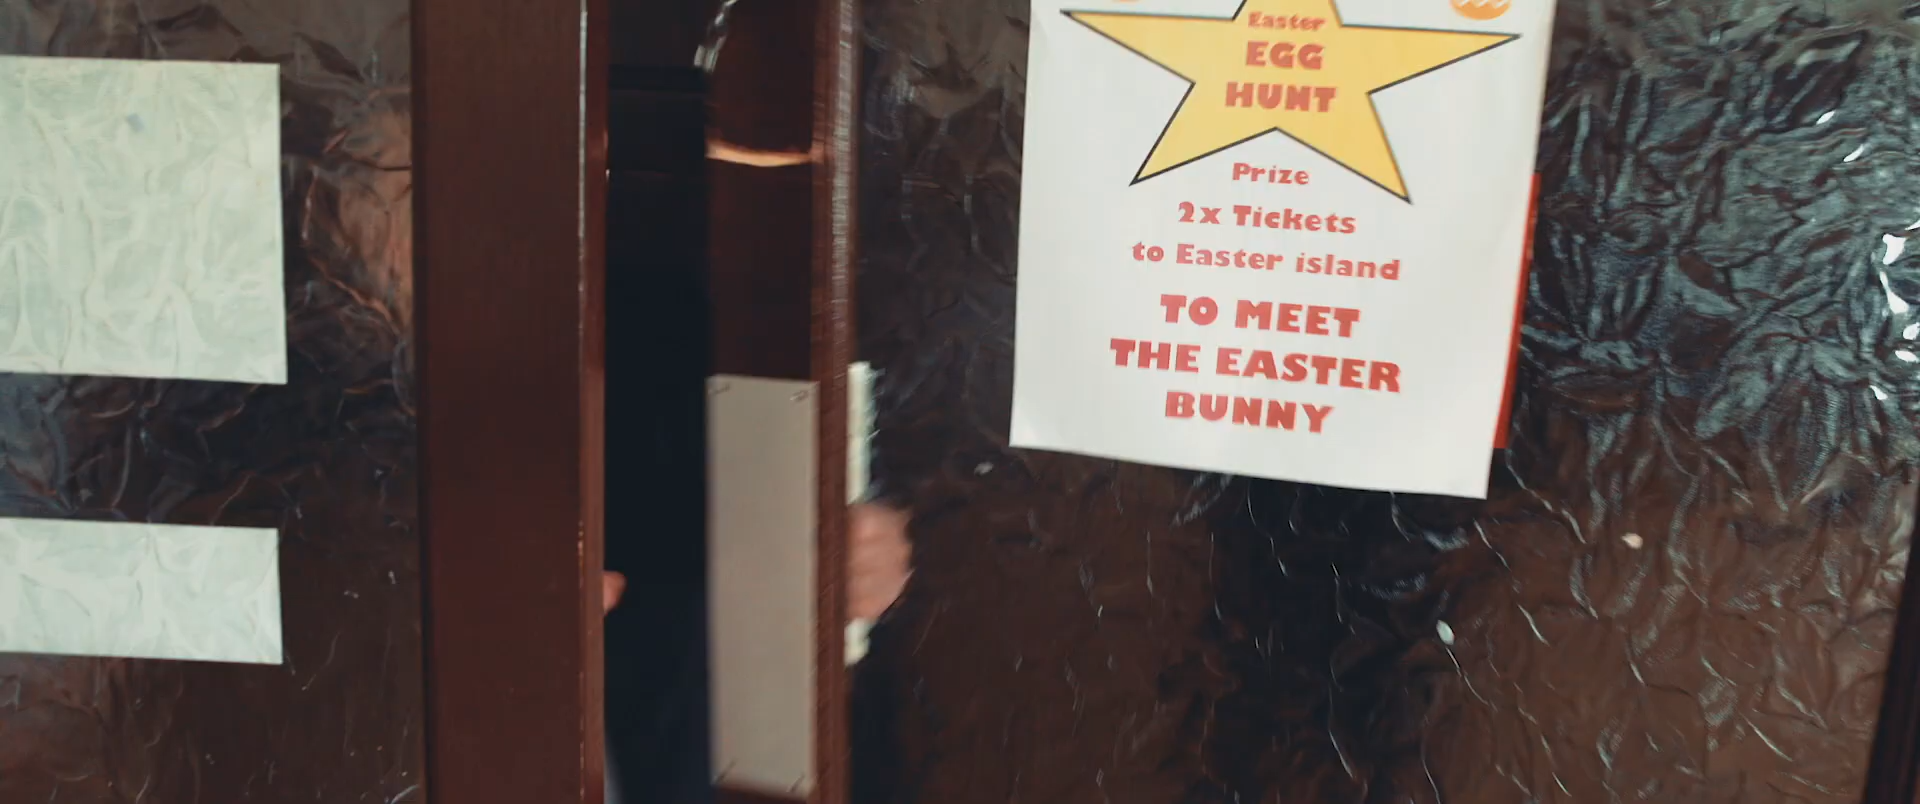 Easter
EGG
HUNT
Prize
2x Tickets
to Easter island
TO MEET
THE EASTER
BUNNY